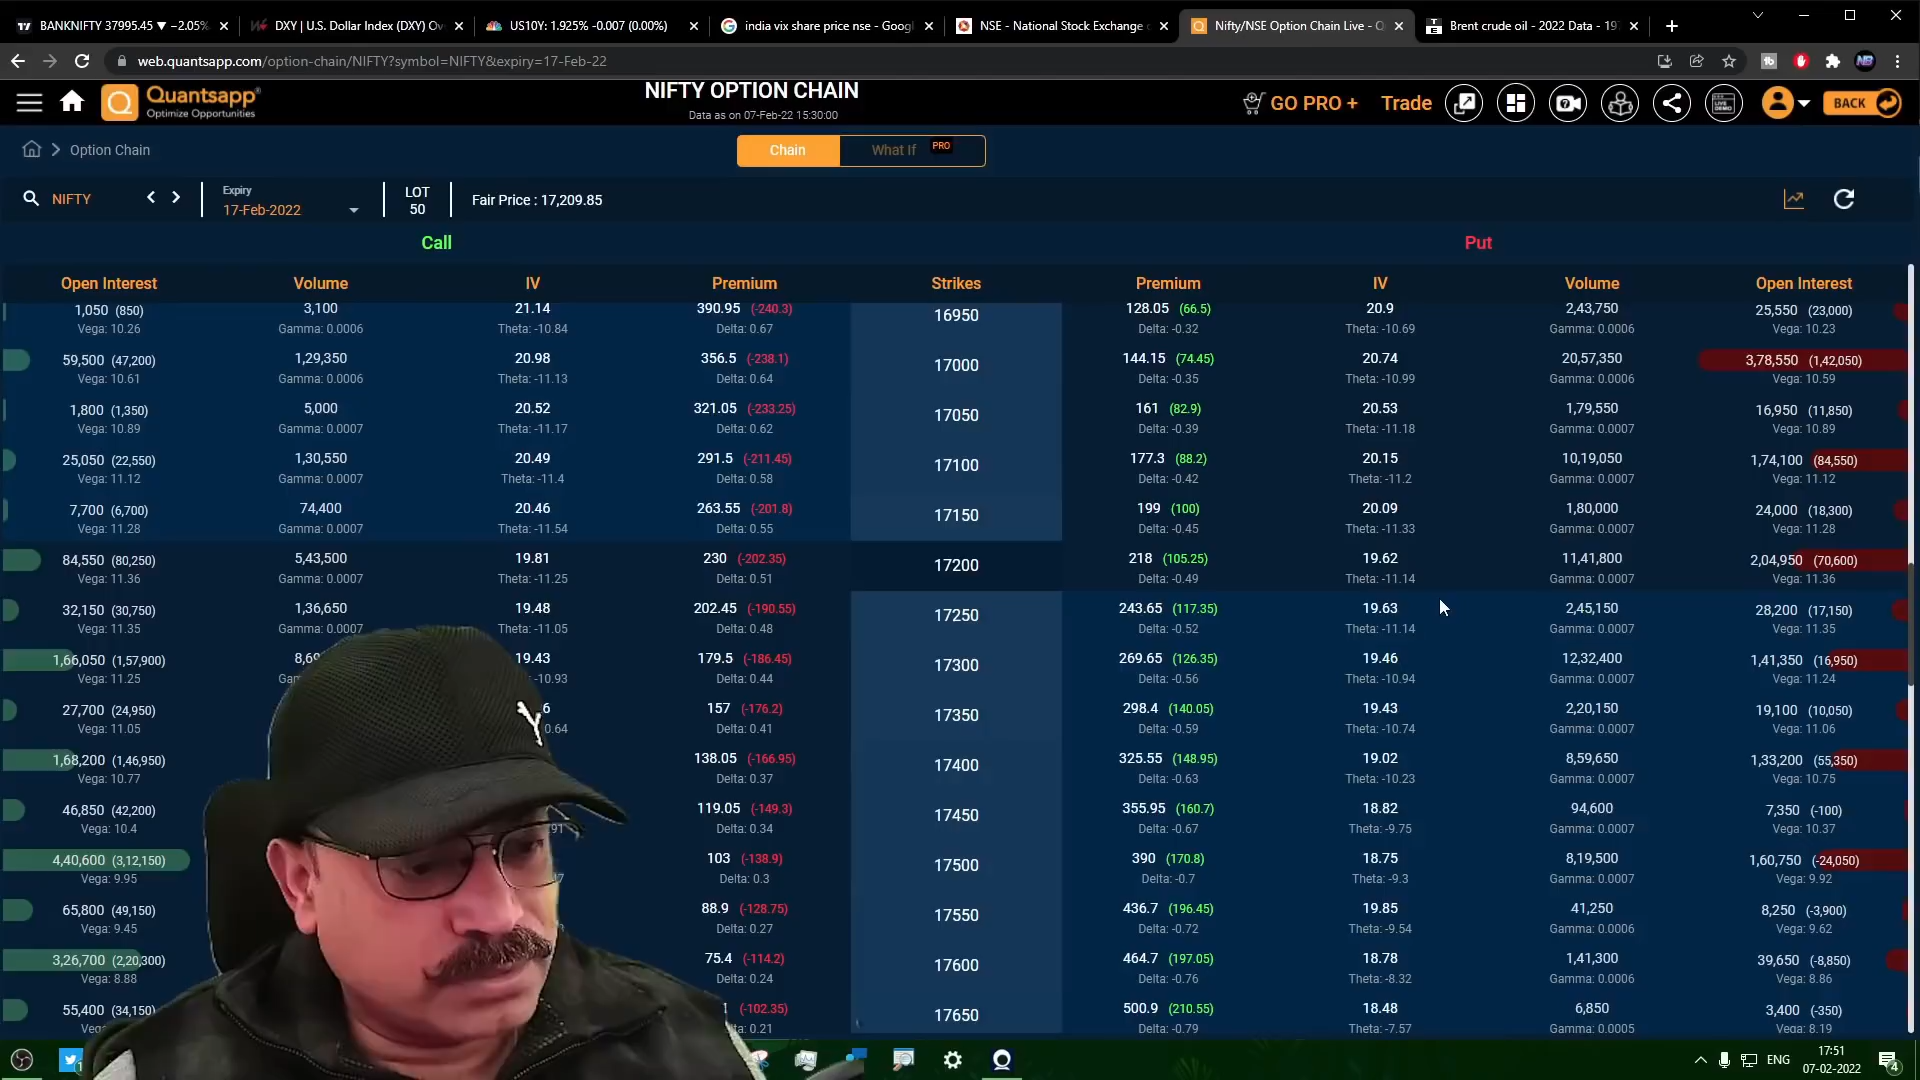 BANKNIFTY 37995.45 ▼ −2.05%
DXY | U.S. Dollar Index (DXY) Ov
US10Y: 1.925% -0.007 (0.00%)
india vix share price nse - Googl
NSE - National Stock Exchange
Nifty/NSE Option Chain Live - O
Brent crude oil - 2022 Data - 19
web.quantsapp.com/option-chain/NIFTY?symbol=NIFTY&expiry=17-Feb-22
Quantsapp
Optimize Opportunities
NIFTY OPTION CHAIN
Data as on 07-Feb-22 15:30:00
GO PRO +
Trade
BACK
Option Chain
Chain
What If PRO
NIFTY
Expiry
17-Feb-2022
LOT
50
Fair Price : 17,209.85
Call
Put
Open Interest Volume IV Premium Strikes Premium IV Volume Open Interest
1,050 (850) 3,100 21.14 390.95 (-240.3) 16950 128.05 (66.5) 20.9 2,43,750 25,550 (23,000)
Vega: 10.26 Gamma: 0.0006 Theta: -10.84 Delta: 0.67 Delta: -0.32 Theta: -10.69 Gamma: 0.0006 Vega: 10.23
59,500 (47,200) 1,29,350 20.98 356.5 (-238.1) 17000 144.15 (74.45) 20.74 20,57,350 3,78,550 (1,42,050)
Vega: 10.61 Gamma: 0.0006 Theta: -11.13 Delta: 0.64 Delta: -0.35 Theta: -10.99 Gamma: 0.0006 Vega: 10.59
1,800 (1,350) 5,000 20.52 321.05 (-233.25) 17050 161 (82.9) 20.53 1,79,550 16,950 (11,850)
Vega: 10.89 Gamma: 0.0007 Theta: -11.17 Delta: 0.62 Delta: -0.39 Theta: -11.18 Gamma: 0.0007 Vega: 10.89
25,050 (22,550) 1,30,550 20.49 291.5 (-211.45) 17100 177.3 (88.2) 20.15 10,19,050 1,74,100 (84,550)
Vega: 11.12 Gamma: 0.0007 Theta: -11.4 Delta: 0.58 Delta: -0.42 Theta: -11.2 Gamma: 0.0007 Vega: 11.12
7,700 (6,700) 74,400 20.46 263.55 (-201.8) 17150 199 (100) 20.09 1,80,000 24,000 (18,300)
Vega: 11.28 Gamma: 0.0007 Theta: -11.54 Delta: 0.55 Delta: -0.45 Theta: -11.33 Gamma: 0.0007 Vega: 11.28
84,550 (80,250) 5,43,500 19.81 230 (-202.35) 17200 218 (105.25) 19.62 11,41,800 2,04,950 (70,600)
Vega: 11.36 Gamma: 0.0007 Theta: -11.25 Delta: 0.51 Delta: -0.49 Theta: -11.14 Gamma: 0.0007 Vega: 11.36
32,150 (30,750) 1,36,650 19.48 202.45 (-190.55) 17250 243.65 (117.35) 19.63 2,45,150 28,200 (17,150)
Vega: 11.35 Gamma: 0.0007 Theta: -11.05 Delta: 0.48 Delta: -0.52 Theta: -11.14 Gamma: 0.0007 Vega: 11.35
1,66,050 (1,57,900) 8,69 19.43 179.5 (-186.45) 17300 269.65 (126.35) 19.46 12,32,400 1,41,350 (16,950)
Vega: 11.25 Ga -10.93 Delta: 0.44 Delta: -0.56 Theta: -10.94 Gamma: 0.0007 Vega: 11.24
27,700 (24,950) 6 157 (-176.2) 17350 298.4 (140.05) 19.43 2,20,150 19,100 (10,050)
Vega: 11.05 0.64 Delta: 0.41 Delta: -0.59 Theta: -10.74 Gamma: 0.0007 Vega: 11.06
1,68,200 (1,46,950) 138.05 (-166.95) 17400 325.55 (148.95) 19.02 8,59,650 1,33,200 (55,350)
Vega: 10.77 Delta: 0.37 Delta: -0.63 Theta: -10.23 Gamma: 0.0007 Vega: 10.75
46,850 (42,200) 119.05 (-149.3) 17450 355.95 (160.7) 18.82 94,600 7,350 (-100)
Vega: 10.4 .91 Delta: 0.34 Delta: -0.67 Theta: -9.75 Gamma: 0.0007 Vega: 10.37
4,40,600 (3,12,150) 103 (-138.9) 17500 390 (170.8) 18.75 8,19,500 1,60,750 (-24,050)
Vega: 9.95 7 Delta: 0.3 Delta: -0.7 Theta: -9.3 Gamma: 0.0007 Vega: 9.92
65,800 (49,150) 88.9 (-128.75) 17550 436.7 (196.45) 19.85 41,250 8,250 (-3,900)
Vega: 9.45 Delta: 0.27 Delta: -0.72 Theta: -9.54 Gamma: 0.0006 Vega: 9.62
3,26,700 (2,20,300) 75.4 (-114.2) 17600 464.7 (197.05) 18.78 1,41,300 39,650 (-8,850)
Vega: 8.88 Delta: 0.24 Delta: -0.76 Theta: -8.32 Gamma: 0.0006 Vega: 8.86
55,400 (34,150) (-102.35) 17650 500.9 (210.55) 18.48 6,850 3,400 (-350)
Vega ta: 0.21 Delta: -0.79 Theta: -7.57 Gamma: 0.0005 Vega: 8.19
ENG
17:51
07-02-2022
4